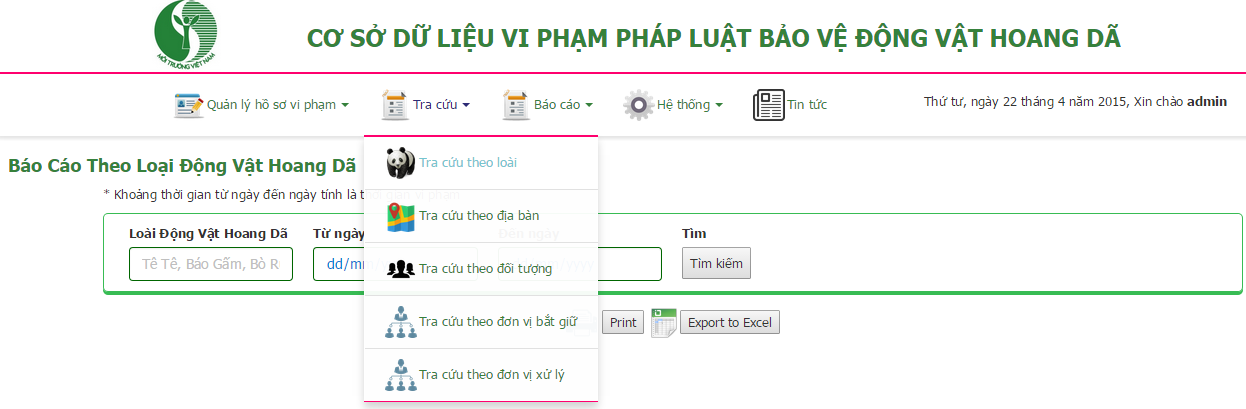 MÔI TRƯỜNG VIỆT NAM
CƠ SỞ DỮ LIỆU VI PHẠM PHÁP LUẬT BẢO VỆ ĐỘNG VẬT HOANG DÃ
Quản lý hồ sơ vi phạm Tra cứu Báo cáo Hệ thống Tin tức Thứ tư, ngày 22 tháng 4 năm 2015, Xin chào admin
Tra cứu theo loài
Tra cứu theo địa bàn
Tra cứu theo đối tượng
Tra cứu theo đơn vị bắt giữ
Tra cứu theo đơn vị xử lý
Báo Cáo Theo Loại Động Vật Hoang Dã
* Khoảng thời gian từ ngày đến ngày tính là
Loài Động Vật Hoang Dã Từ ngày Đến ngày Tìm
Tê Tê, Báo Gấm, Bò R dd/mm Tìm kiếm
Print Export to Excel